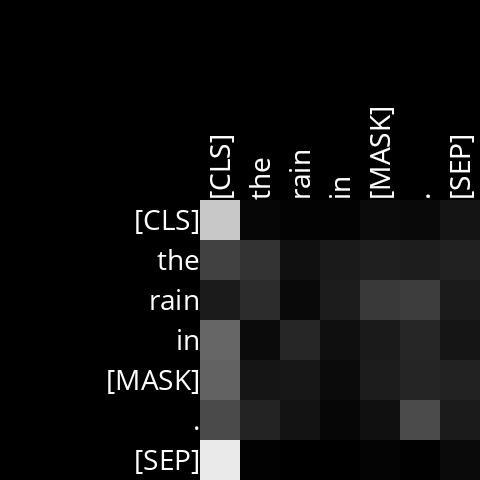 [CLS]
the
rain
in
[MASK]
.
[SEP]
[CLS]
the
rain
in
[MASK]
.
[SEP]